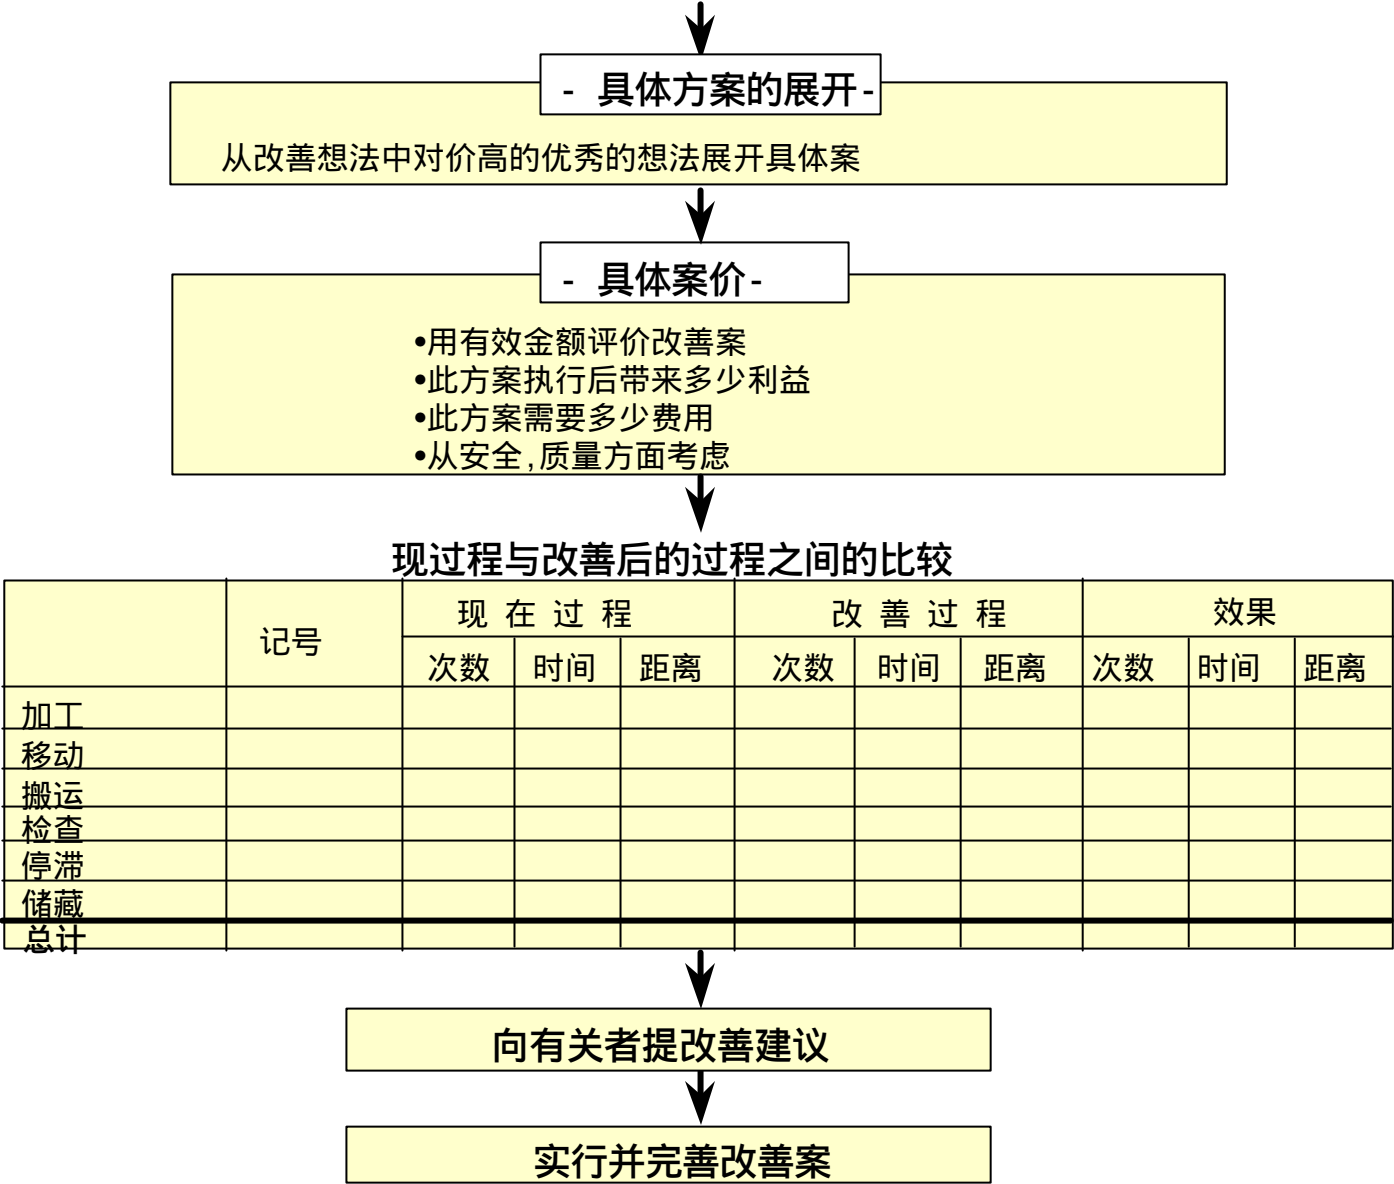 - 具体方案的展开-
从改善想法中对价高的优秀的想法展开具体案
- 具体案价-
•用有效金额评价改善案
•此方案执行后带来多少利益
•此方案需要多少费用
•从安全,质量方面考虑
现过程与改善后的过程之间的比较
记号 现 在 过 程 改 善 过 程 效果
次数 时间 距离 次数 时间 距离 次数 时间 距离
加工
移动
搬运
检查
停滞
储藏
总计
向有关者提改善建议
实行并完善改善案